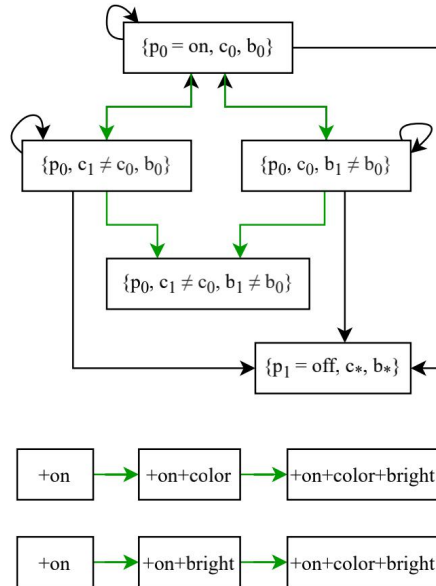 {p₀ = on, c₀, b₀}
{p₀, c₁ ≠ c₀, b₀}
{p₀, c₀, b₁ ≠ b₀}
{p₀, c₁ ≠ c₀, b₁ ≠ b₀}
{p₁ = off, c*, b*}
+on
+on+color
+on+color+bright
+on
+on+bright
+on+color+bright